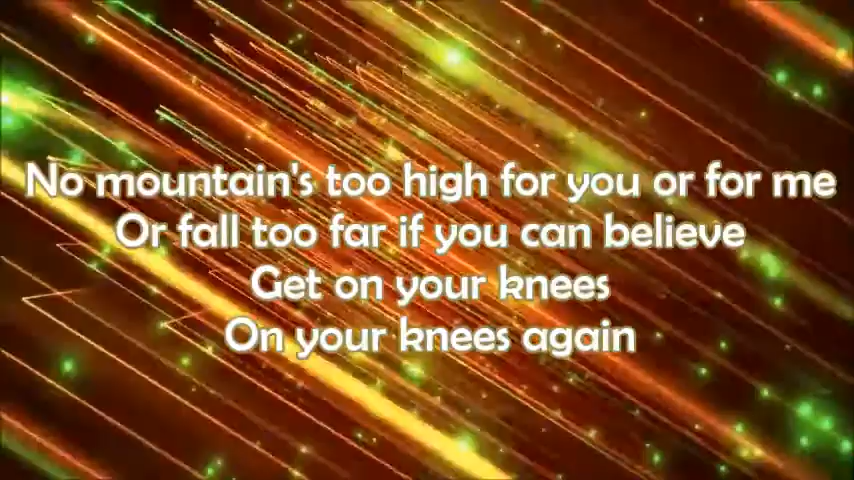 No mountain's too high for you or for me
Or fall too far if you can believe
Get on your knees
On your knees again